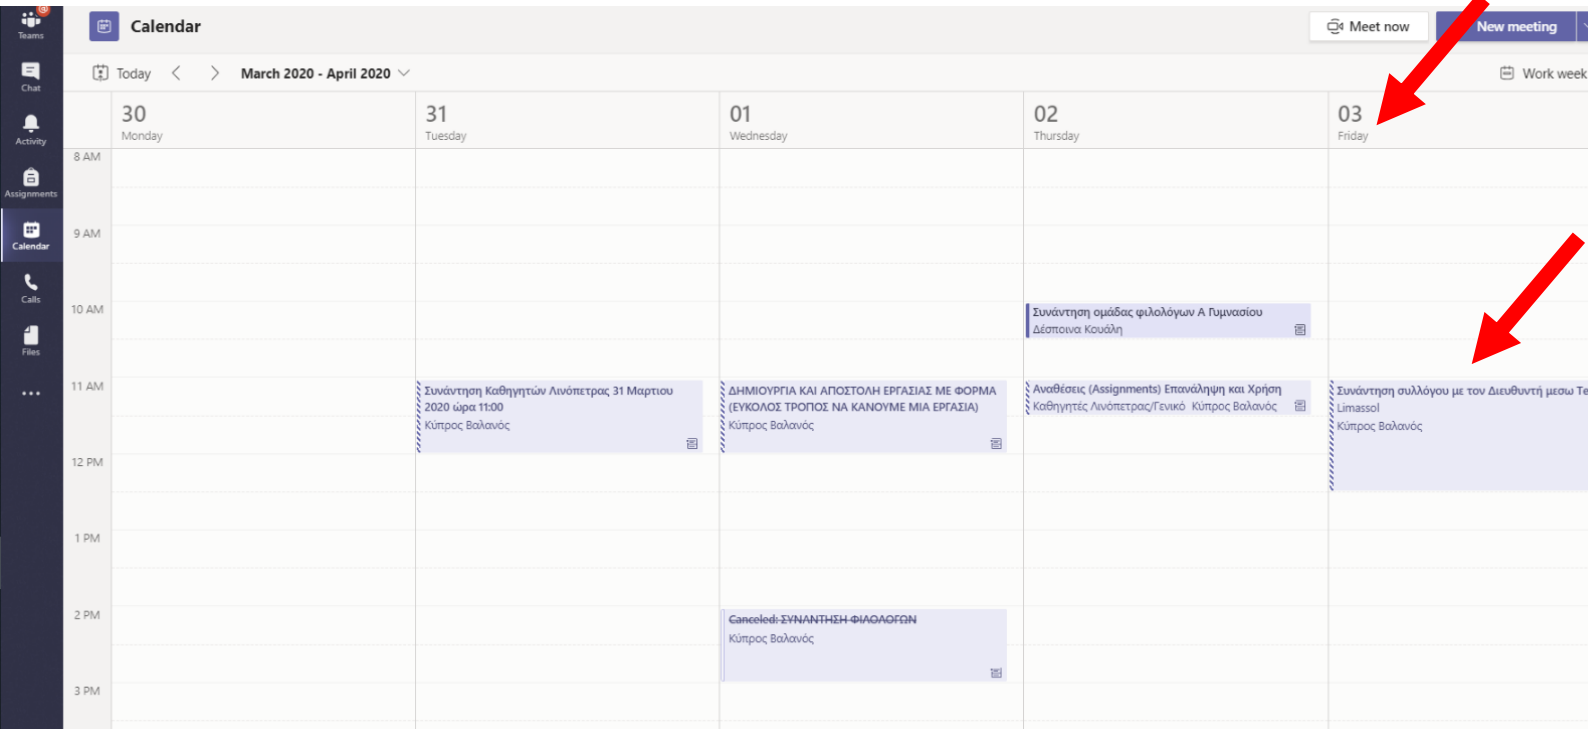 Teams
Chat
Activity
Assignments
Calendar
Calls
Files
Calendar
Meet now
New meeting
Today
March 2020 - April 2020
Work week
30
Monday
31
Tuesday
01
Wednesday
02
Thursday
03
Friday
8 AM
9 AM
10 AM
11 AM
12 PM
1 PM
2 PM
3 PM
Συνάντηση Καθηγητών Λινόπετρας 31 Μαρτιου
2020 ώρα 11:00
Κύπρος Βαλανός
ΔΗΜΙΟΥΡΓΙΑ ΚΑΙ ΑΠΟΣΤΟΛΗ ΕΡΓΑΣΙΑΣ ΜΕ ΦΟΡΜΑ
(ΕΥΚΟΛΟΣ ΤΡΟΠΟΣ ΝΑ ΚΑΝΟΥΜΕ ΜΙΑ ΕΡΓΑΣΙΑ)
Κύπρος Βαλανός
Canceled: ΣΥΝΑΝΤΗΣΗ ΦΙΛΟΛΟΓΩΝ
Κύπρος Βαλανός
Συνάντηση ομάδας φιλολόγων Α Γυμνασίου
Δέσποινα Κουάλη
Αναθέσεις (Assignments) Επανάληψη και Χρήση
Καθηγητές Λινόπετρας/Γενικό Κύπρος Βαλανός
Συνάντηση συλλόγου με τον Διευθυντή μεσω Te
Limassol
Κύπρος Βαλανός